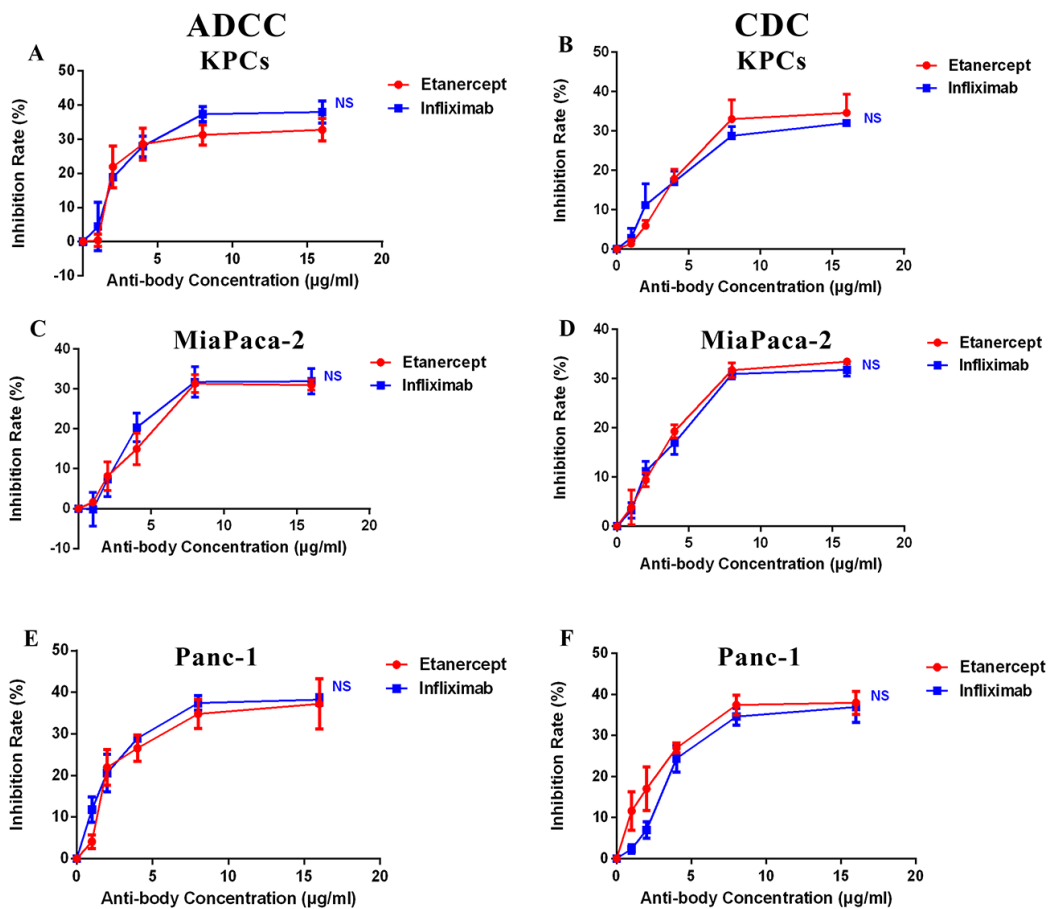 ADCC
CDC
A
KPCs
Etanercept
Infliximab
NS
50
40
30
20
10
0
-10
5
10
15
20
Inhibition Rate (%)
Anti-body Concentration (μg/ml)
B
KPCs
Etanercept
Infliximab
NS
50
40
30
20
10
0
0
5
10
15
20
Inhibition Rate (%)
Anti-body Concentration (μg/ml)
C
MiaPaca-2
Etanercept
Infliximab
NS
40
30
20
10
0
-10
5
10
15
20
Inhibition Rate (%)
Anti-body Concentration (μg/ml)
D
MiaPaca-2
Etanercept
Infliximab
NS
40
30
20
10
0
0
5
10
15
20
Inhibition Rate (%)
Anti-body Concentration (μg/ml)
E
Panc-1
Etanercept
Infliximab
NS
50
40
30
20
10
0
0
5
10
15
20
Inhibition Rate (%)
Anti-body Concentration (μg/ml)
F
Panc-1
Etanercept
Infliximab
NS
50
40
30
20
10
0
0
5
10
15
20
Inhibition Rate (%)
Anti-body Concentration (μg/ml)